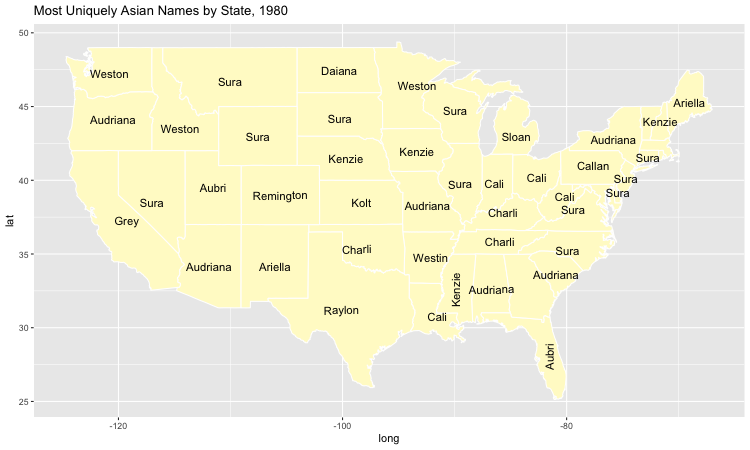 Most Uniquely Asian Names by State, 1980
50
45
40
35
30
25
lat
Weston
Sura
Daiana
Weston
Ariella
Audriana
Weston
Sura
Sura
Sura
Sloan
Audriana
Kenzie
Grey
Sura
Aubri
Remington
Kenzie
Kenzie
Kolt
Audriana
Sura
Cali
Cali
Callan
Sura
Sura
Sura
Cali
Sura
Charli
Audriana
Ariella
Charli
Westin
Charli
Sura
Raylon
Cali
Kenzie
Audriana
Audriana
Aubri
-120
-100
-80
long